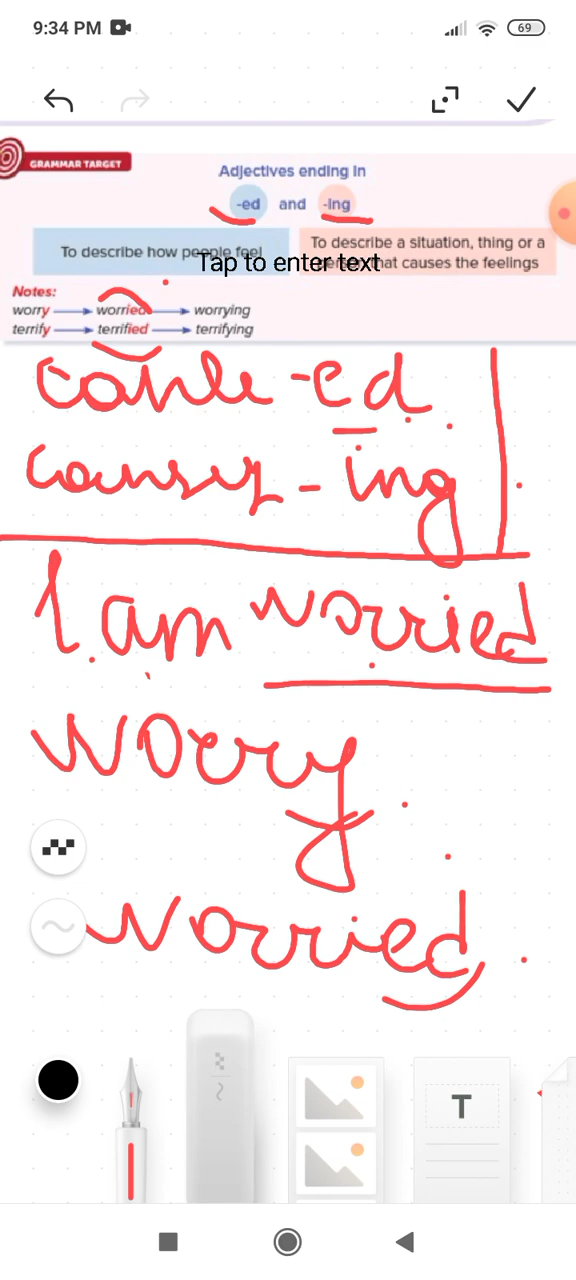 9:34 PM
69
GRAMMAR TARGET
Adjectives ending in
-ed and -ing
To describe how people feel
To describe a situation, thing or a
that causes the feelings
Tap to enter text
Notes:
worry worried worrying
terrify terrified terrifying
-ed
-ing
I am worried
worry
worried
T